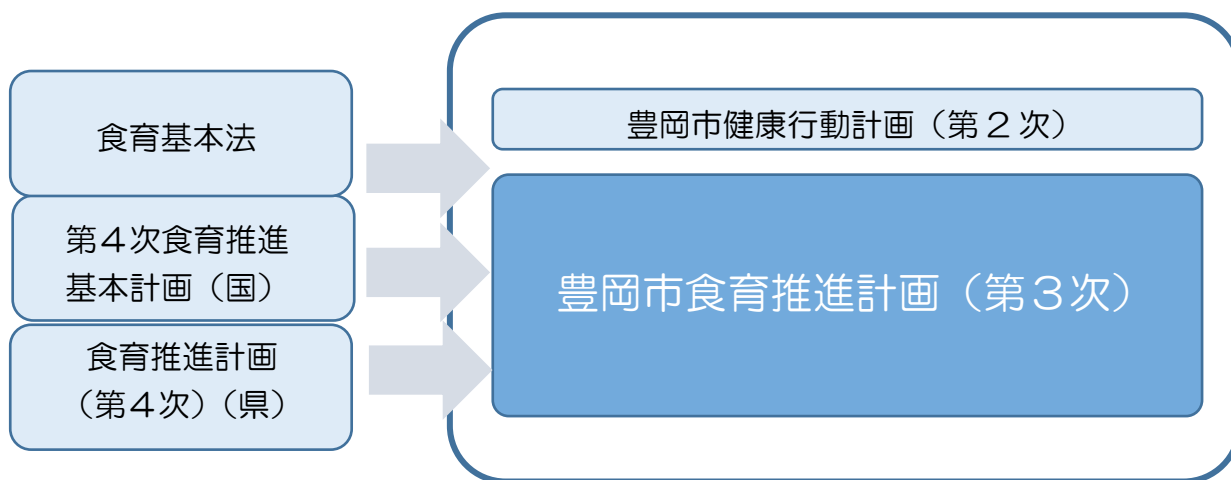 食育基本法
第４次食育推進
基本計画（国）
食育推進計画
（第４次）（県）
豊岡市健康行動計画（第２次）
豊岡市食育推進計画（第３次）